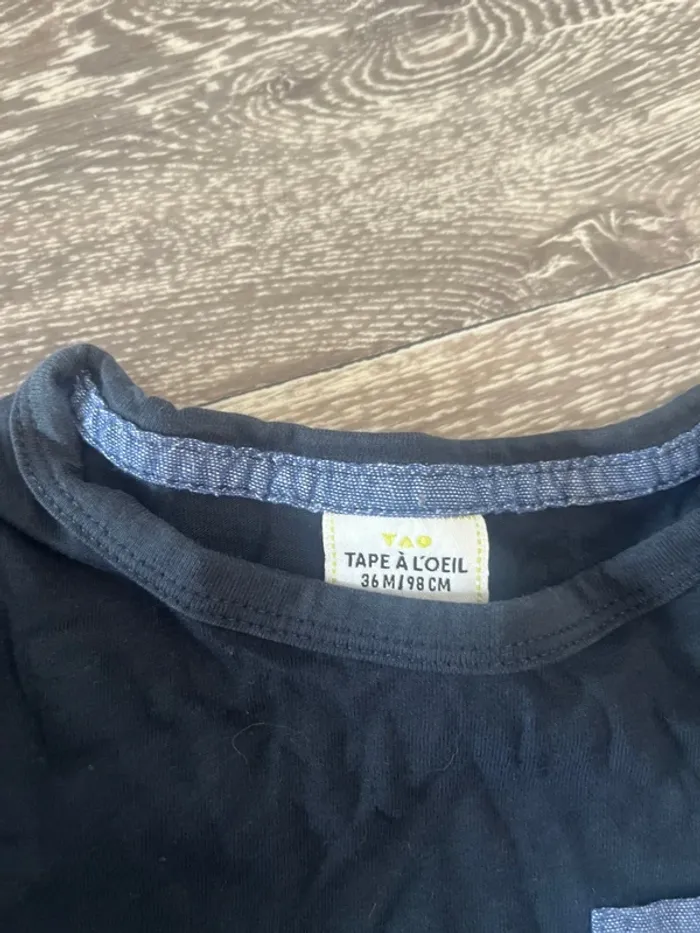 TAO
TAPE À L'OEIL
36 M/98 CM